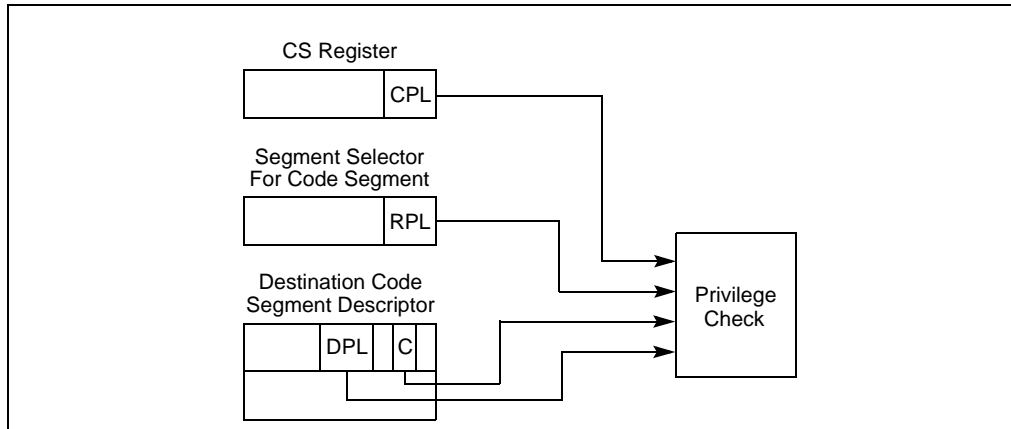 CS Register
CPL
Segment Selector
For Code Segment
RPL
Destination Code
Segment Descriptor
DPL
C
Privilege
Check